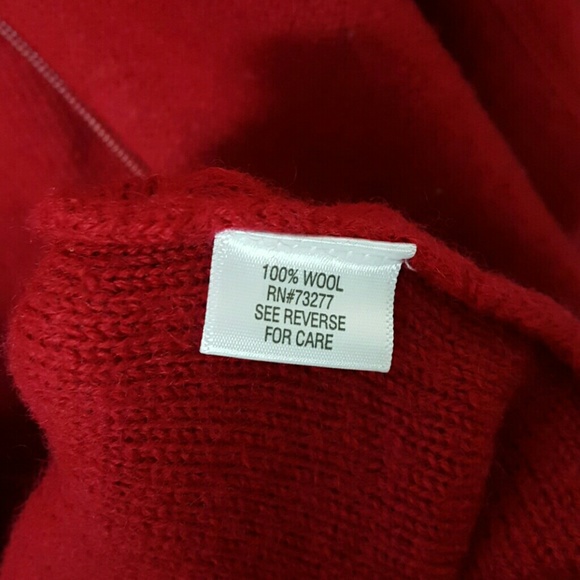 100% WOOL
RN#73277
SEE REVERSE
FOR CARE